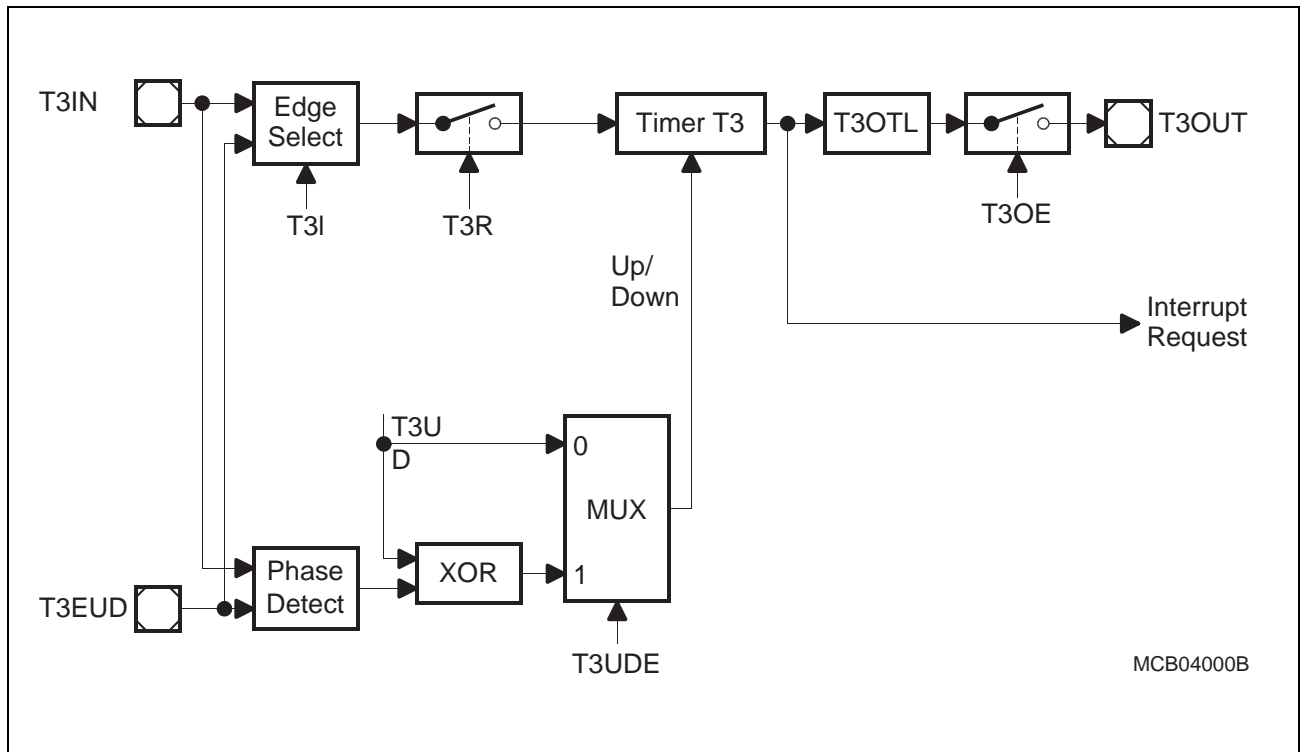 T3IN
Edge
Select
Timer T3
T3OTL
T3OUT
T3I
T3R
T3OE
Up/
Down
Interrupt
Request
T3U
D
0
MUX
Phase
Detect
XOR
1
T3EUD
T3UDE
MCB04000B